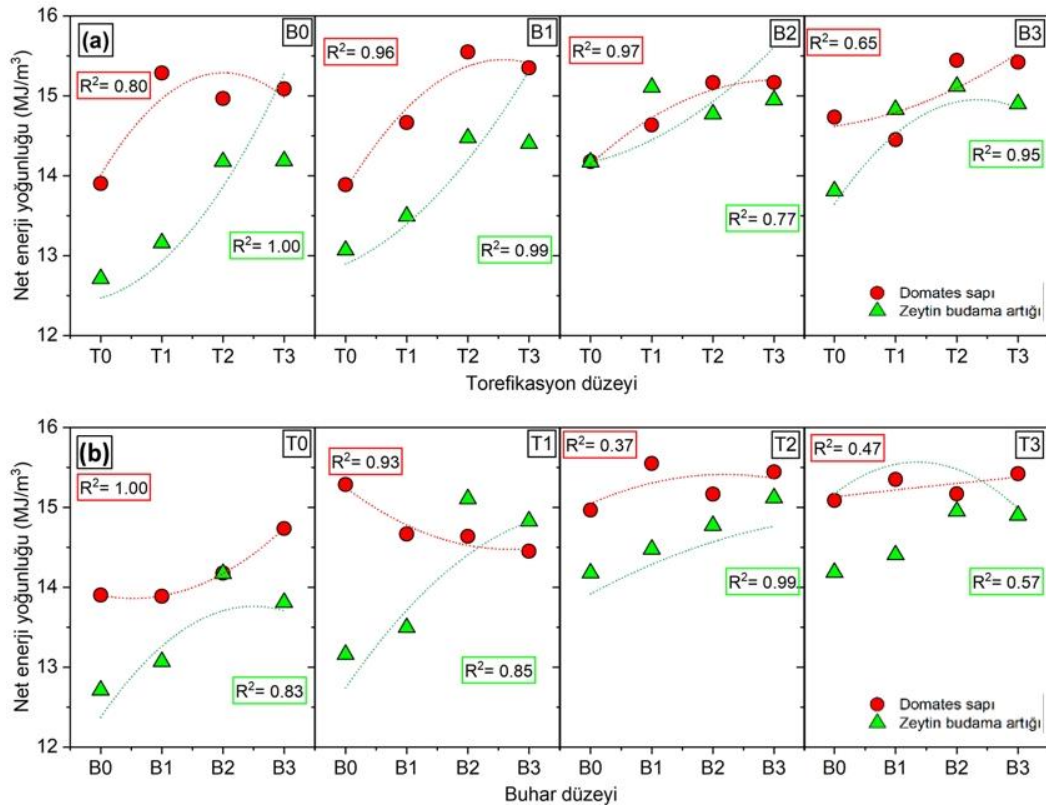 (a)
B0
B1
B2
B3
R²= 0.80
R²= 0.96
R²= 0.97
R²= 0.65
R²= 1.00
R²= 0.99
R²= 0.77
R²= 0.95
Net enerji yoğunluğu (MJ/m³)
16
15
14
13
12
Domates sapı
Zeytin budama artığı
T0 T1 T2 T3 T0 T1 T2 T3 T0 T1 T2 T3 T0 T1 T2 T3
Torefikasyon düzeyi
(b)
T0
T1
T2
T3
R²= 1.00
R²= 0.93
R²= 0.37
R²= 0.47
R²= 0.83
R²= 0.85
R²= 0.99
R²= 0.57
Net enerji yoğunluğu (MJ/m³)
16
15
14
13
12
Domates sapı
Zeytin budama artığı
B0 B1 B2 B3 B0 B1 B2 B3 B0 B1 B2 B3 B0 B1 B2 B3
Buhar düzeyi